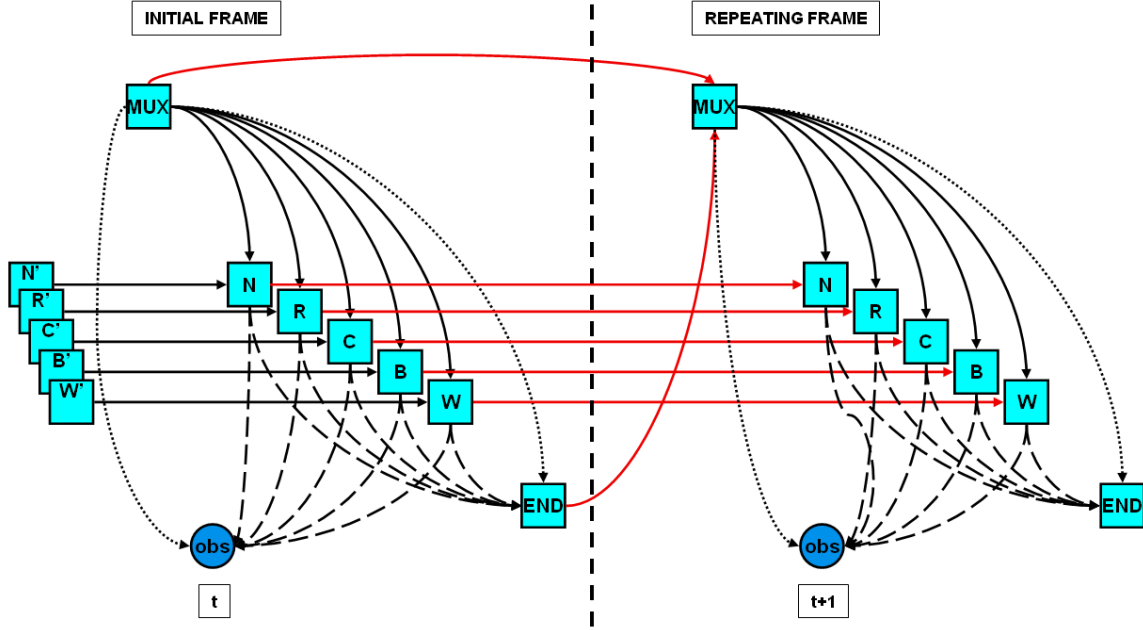 INITIAL FRAME
REPEATING FRAME
MUX
MUX
N'
R'
C'
B'
W'
N
R
C
B
W
END
obs
t
N
R
C
B
W
END
obs
t+1